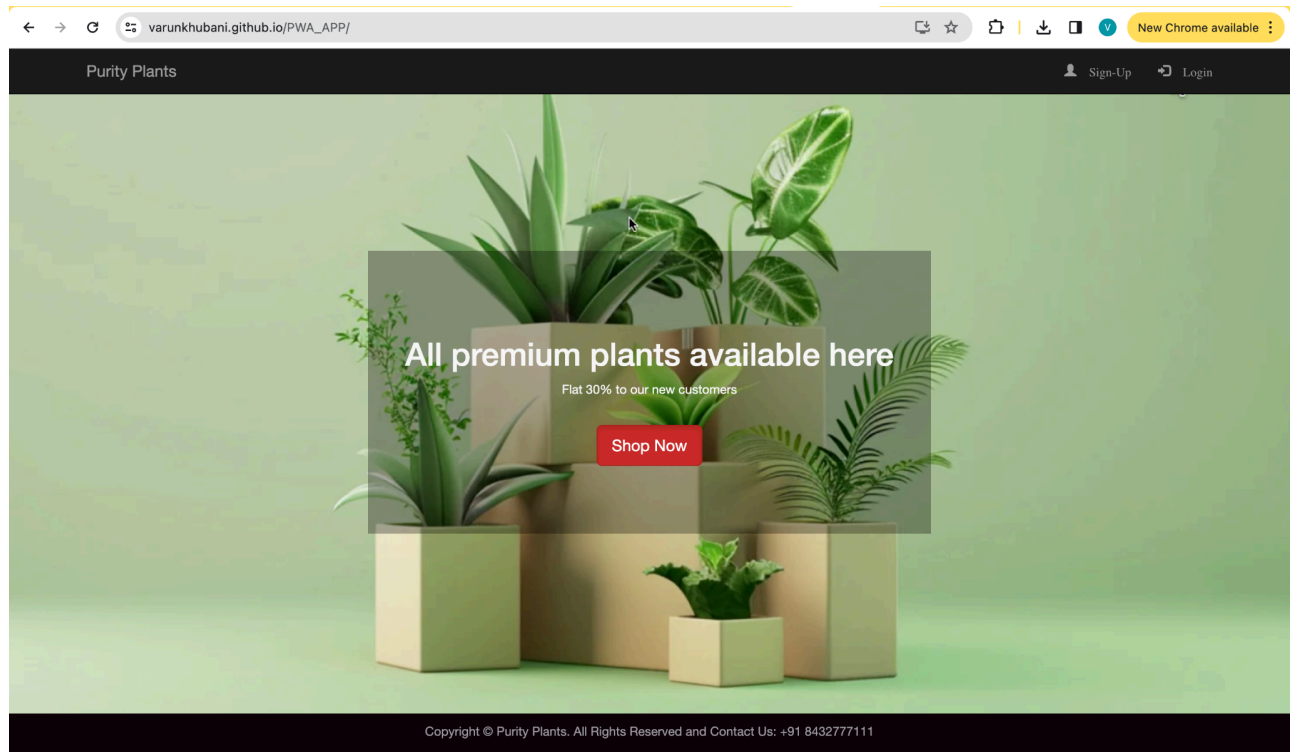 varunkhubani.github.io/PWA_APP/
V
New Chrome available
Purity Plants
Sign-Up
Login
All premium plants available here
Flat 30% to our new customers
Shop Now
Copyright © Purity Plants. All Rights Reserved and Contact Us: +91 8432777111